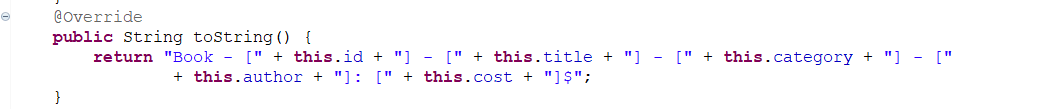 }
@Override
public String toString() {
return "Book - [" + this.id + "] - [" + this.title + "] - [" + this.category + "] - ["
+ this.author + "]: [" + this.cost + "]$";
}